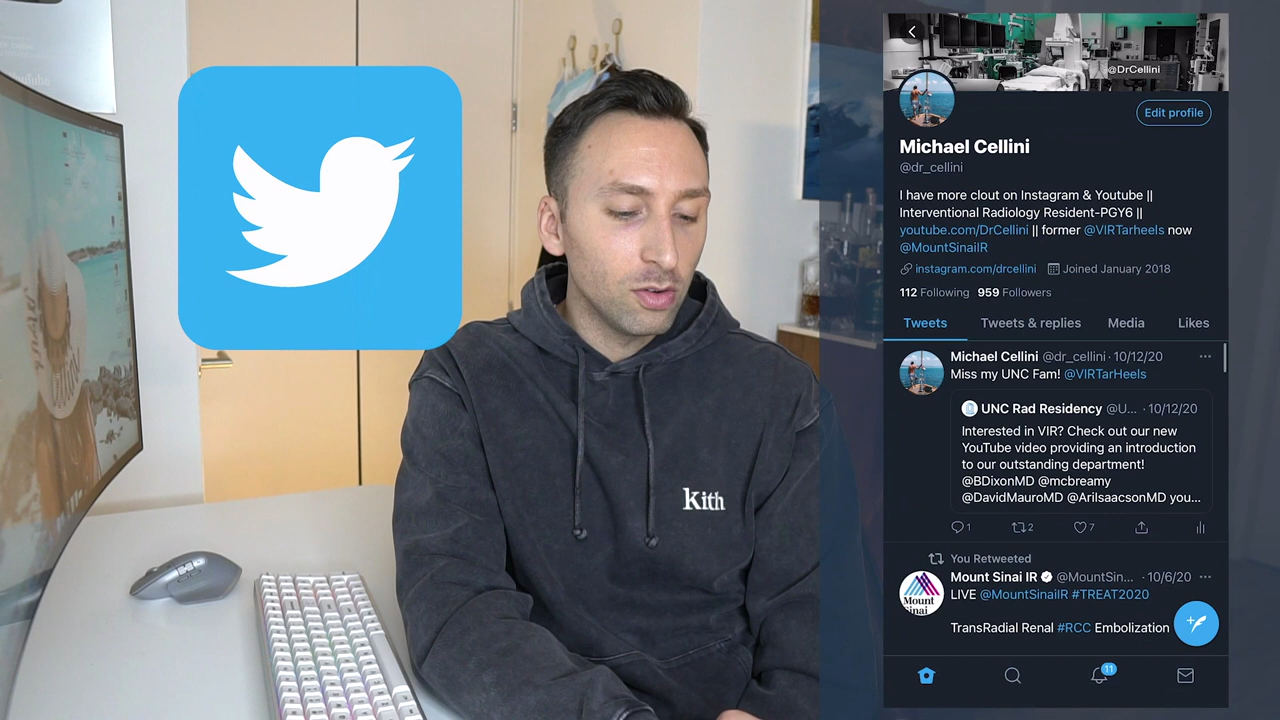 kith
@DrCellini
Edit profile
Michael Cellini
@dr_cellini
I have more clout on Instagram & Youtube ||
Interventional Radiology Resident-PGY6 ||
youtube.com/DrCellini || former @VIRTarheels now
@MountSinaiIR
instagram.com/drcellini Joined January 2018
112 Following 959 Followers
Tweets Tweets & replies Media Likes
Michael Cellini @dr_cellini · 10/12/20
Miss my UNC Fam! @VIRTarHeels
UNC Rad Residency @U... · 10/12/20
Interested in VIR? Check out our new
YouTube video providing an introduction
to our outstanding department!
@BDixonMD @mcbreamy
@DavidMauroMD @AriIsaacsonMD you...
1 2 7
You Retweeted
Mount Sinai IR @MountSin... · 10/6/20
LIVE @MountSinaiIR #TREAT2020
Mount
Sinai
TransRadial Renal #RCC Embolization
11